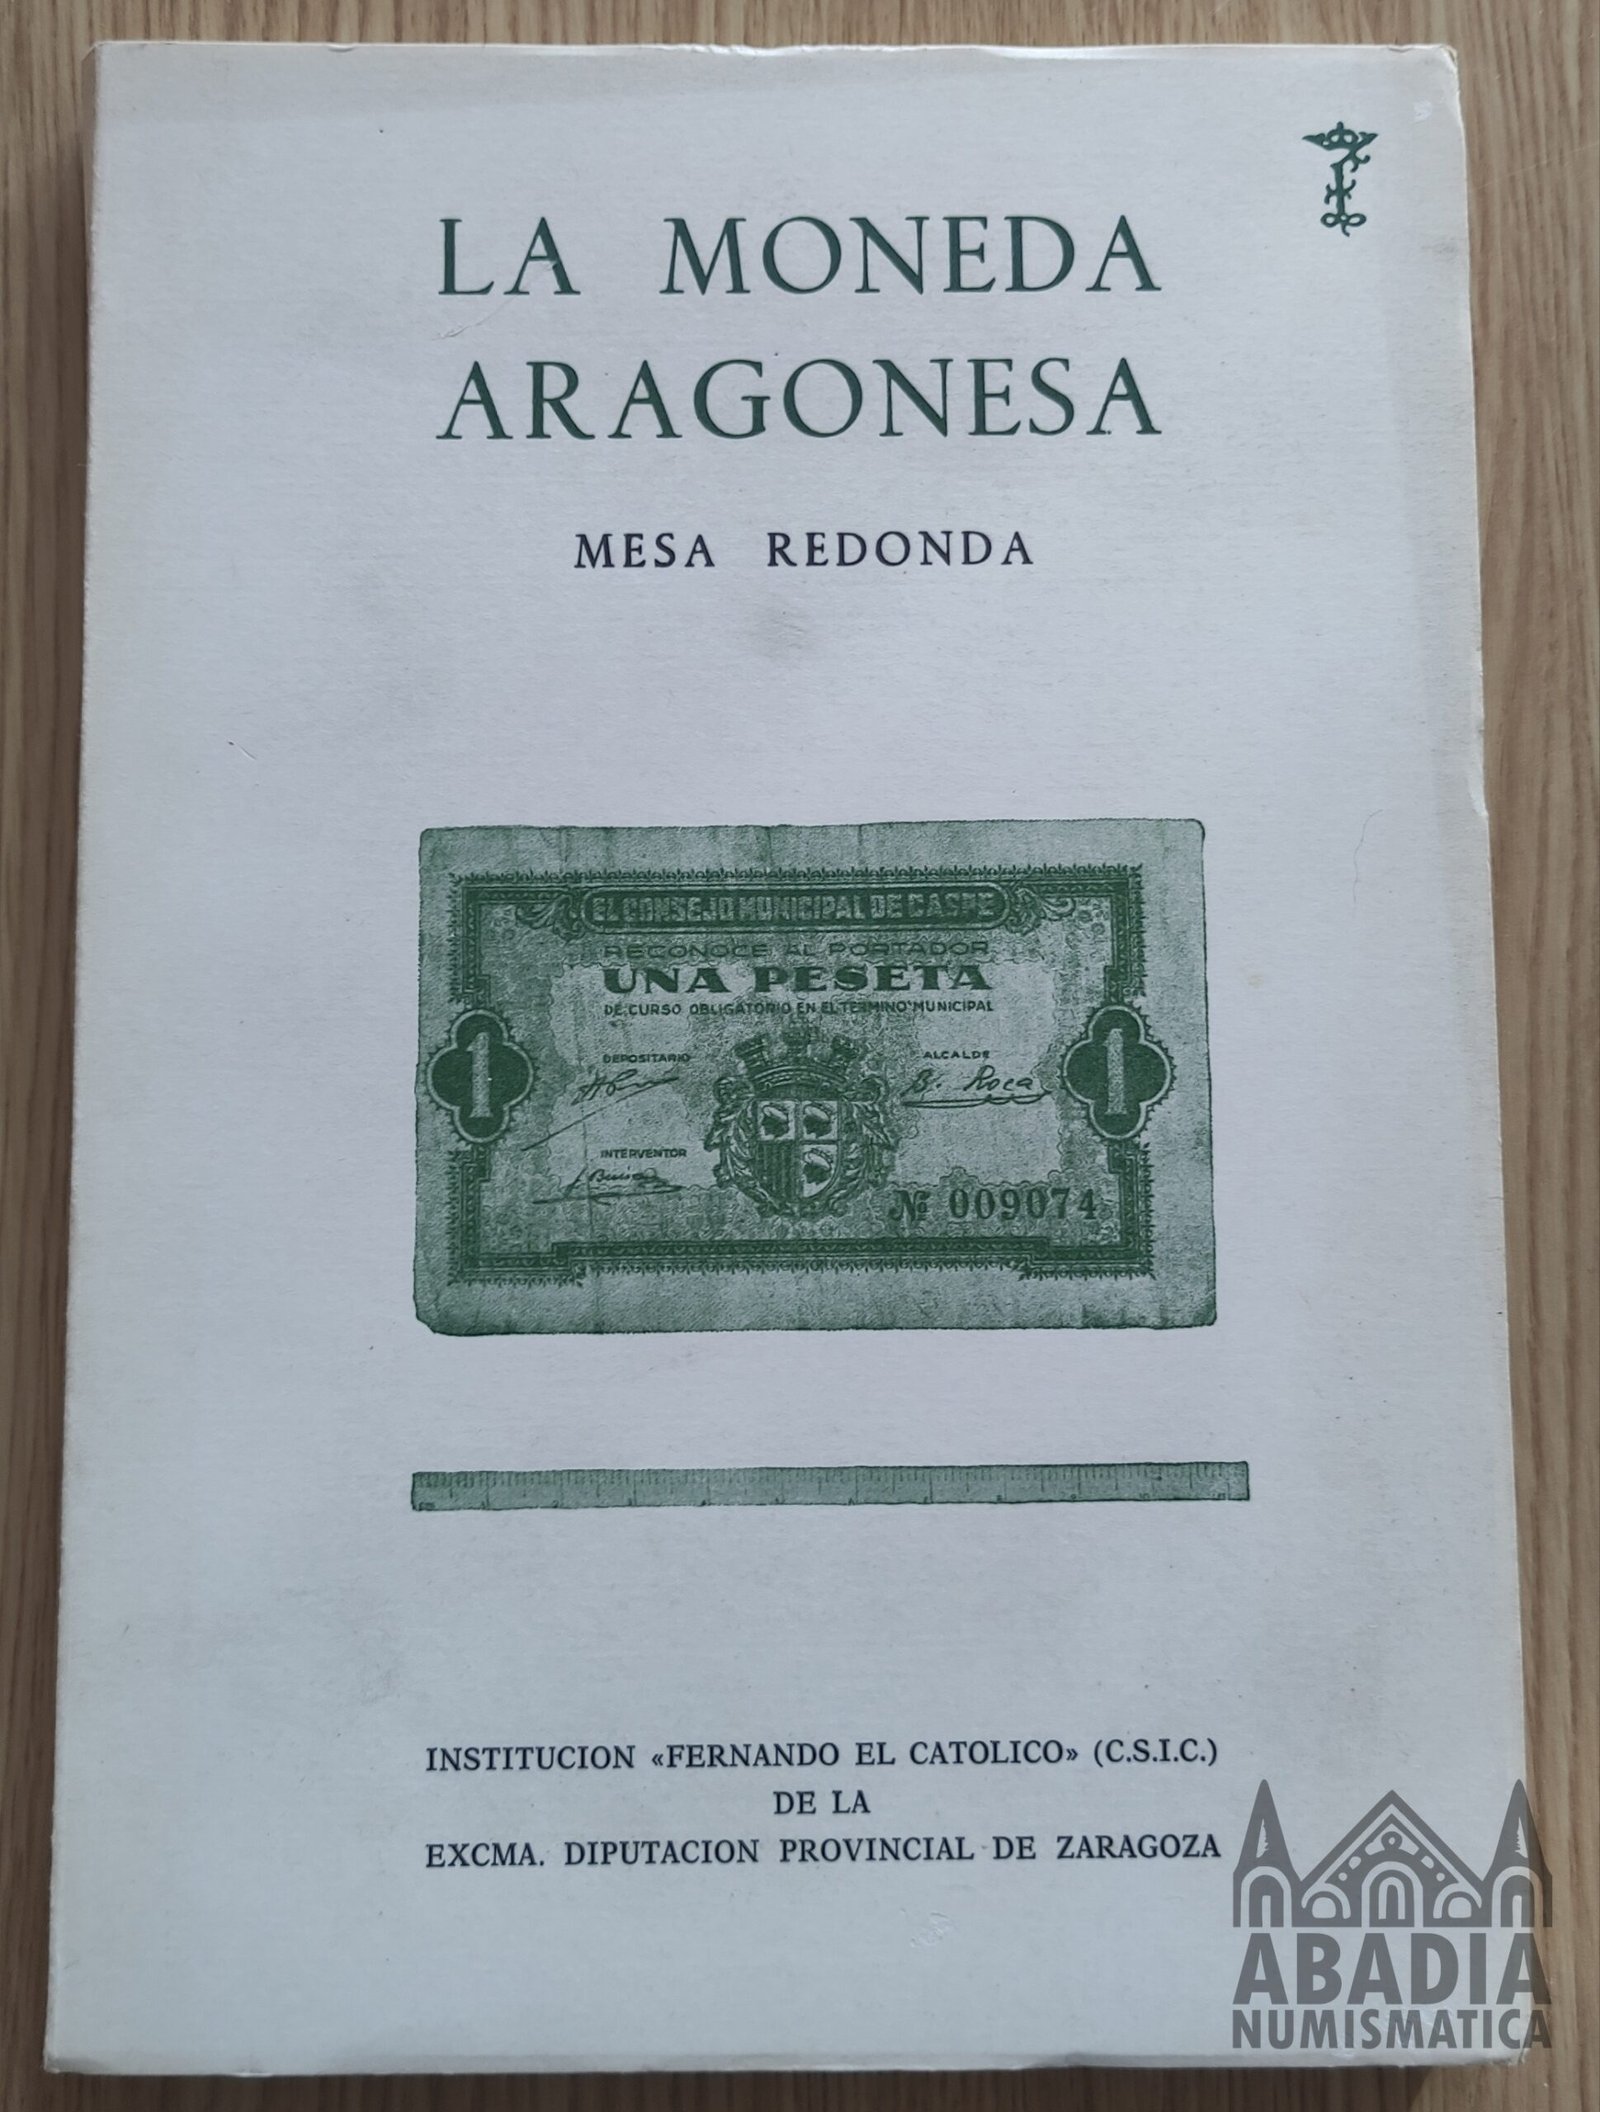 LA MONEDA
ARAGONESA
MESA REDONDA
EL CONSEJO MUNICIPAL DE CASPE
RECONOCE AL PORTADOR
UNA PESETA
DE CURSO OBLIGATORIO EN EL TERMINO MUNICIPAL
DEPOSITARIO ALCALDE
B. Roca
1 1
INTERVENTOR
Nº 009074
INSTITUCION «FERNANDO EL CATOLICO» (C.S.I.C.)
DE LA
EXCMA. DIPUTACION PROVINCIAL DE ZARAGOZA
ABADIA
NUMISMATICA